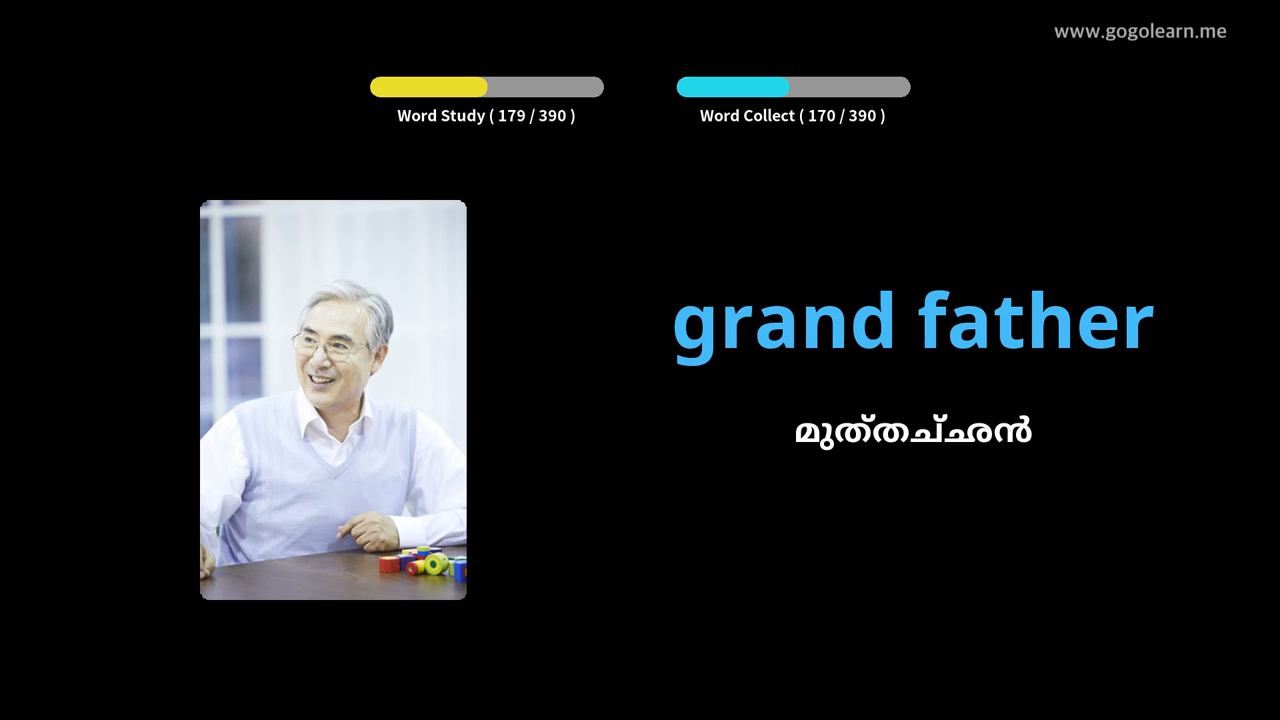 www.gogolearn.me
Word Study ( 179 / 390 )
Word Collect ( 170 / 390 )
grand father
മുത്തച്ഛൻ